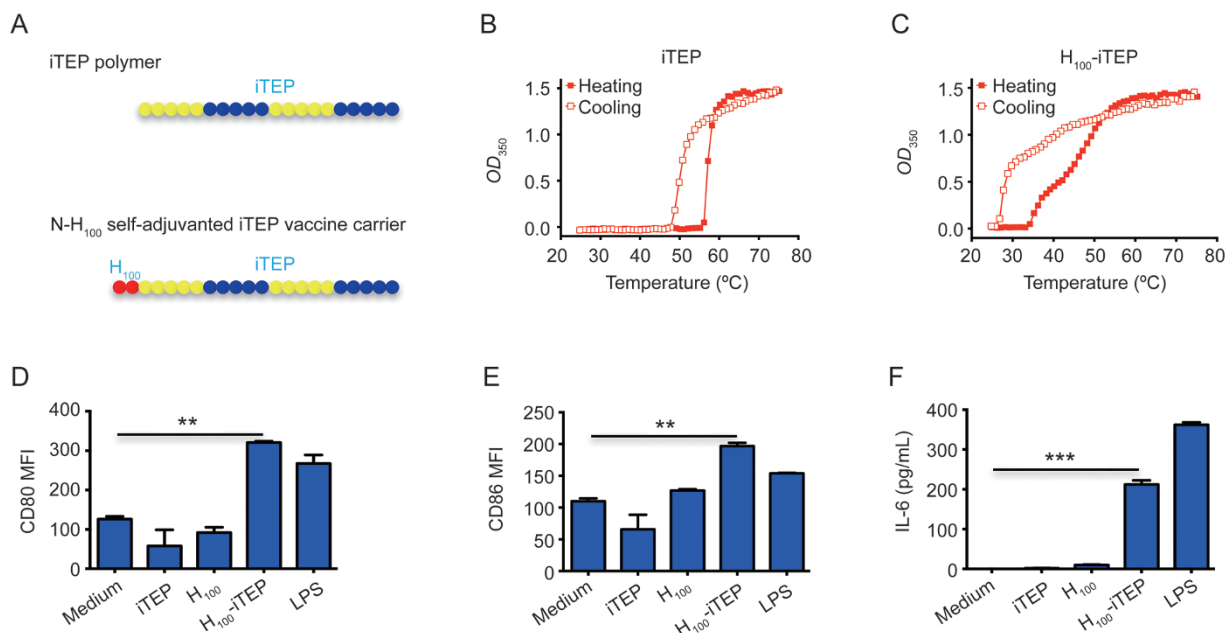 A
iTEP polymer
iTEP
N-H100 self-adjuvanted iTEP vaccine carrier
H100
iTEP
B
iTEP
Heating
Cooling
OD350
1.5
1.0
0.5
0.0
20 30 40 50 60 70 80
Temperature (ºC)
C
H100-iTEP
Heating
Cooling
OD350
1.5
1.0
0.5
0.0
20 30 40 50 60 70 80
Temperature (ºC)
D
CD80 MFI
400
300
200
100
0
**
Medium
iTEP
H100
H100-iTEP
LPS
E
CD86 MFI
250
200
150
100
50
0
**
Medium
iTEP
H100
H100-iTEP
LPS
F
IL-6 (pg/mL)
400
300
200
100
0
***
Medium
iTEP
H100
H100-iTEP
LPS